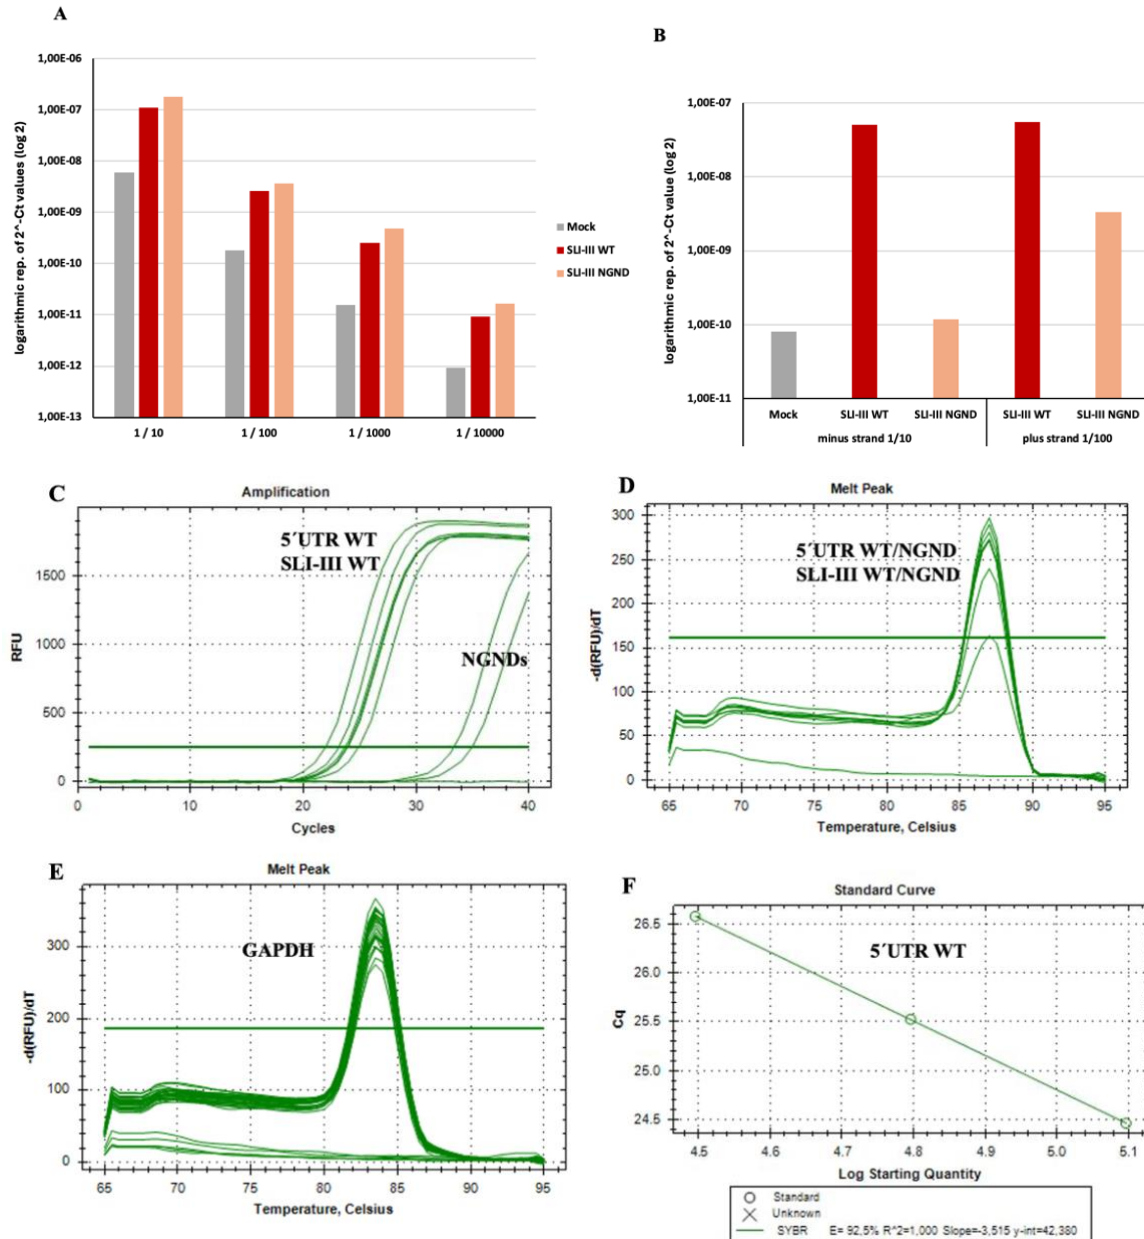 A
logarithmic rep. of 2^-Ct values (log 2)
1,00E-06
1,00E-07
1,00E-08
1,00E-09
1,00E-10
1,00E-11
1,00E-12
1,00E-13
1 / 10 1 / 100 1 / 1000 1 / 10000
Mock
SLI-III WT
SLI-III NGND
B
logarithmic rep. of 2^-Ct value (log 2)
1,00E-07
1,00E-08
1,00E-09
1,00E-10
1,00E-11
Mock SLI-III WT SLI-III NGND SLI-III WT SLI-III NGND
minus strand 1/10 plus strand 1/100
C
Amplification
5´UTR WT
SLI-III WT
NGNDs
RFU
1500
1000
500
0
0 10 20 30 40
Cycles
D
Melt Peak
5´UTR WT/NGND
SLI-III WT/NGND
-d(RFU)/dT
300
250
200
150
100
50
0
65 70 75 80 85 90 95
Temperature, Celsius
E
Melt Peak
GAPDH
-d(RFU)/dT
300
200
100
0
65 70 75 80 85 90 95
Temperature, Celsius
F
Standard Curve
5´UTR WT
Cq
26.5
26.0
25.5
25.0
24.5
4.5 4.6 4.7 4.8 4.9 5.0 5.1
Log Starting Quantity
Standard
Unknown
SYBR E= 92,5% R^2=1,000 Slope=-3,515 y-int=42,380